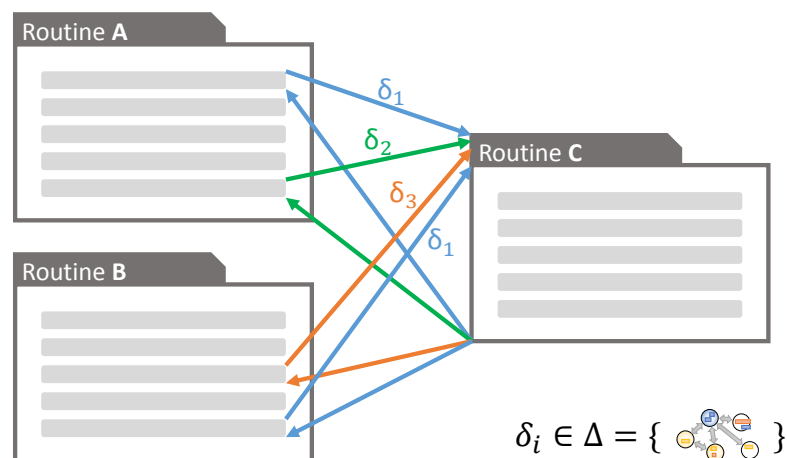 Routine A
δ₁
δ₂
Routine C
δ₃
δ₁
Routine B
δᵢ ∈ Δ = { }